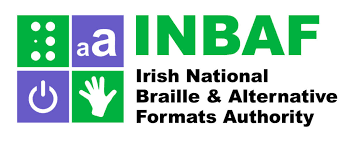 aa INBAF
Irish National
Braille & Alternative
Formats Authority